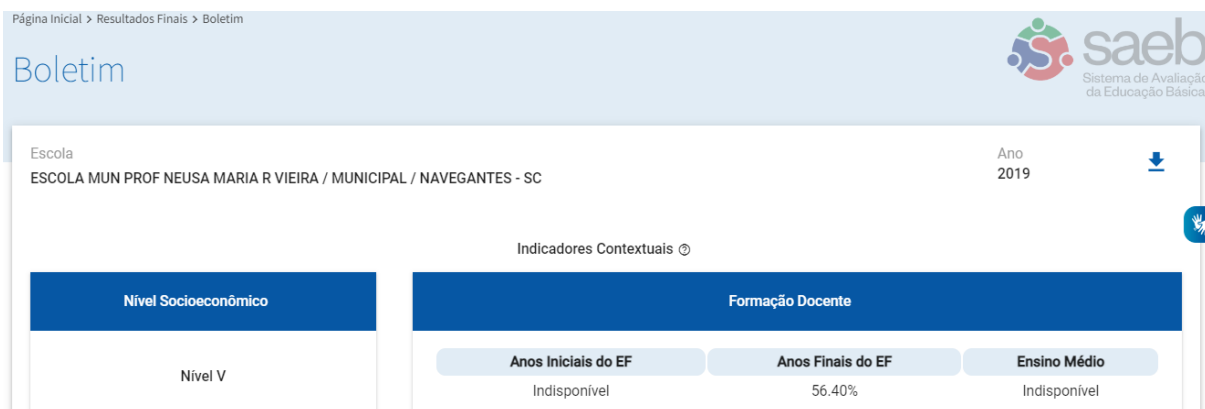 Página Inicial > Resultados Finais > Boletim
Boletim
saeb
Sistema de Avaliação
da Educação Básica
Escola
ESCOLA MUN PROF NEUSA MARIA R VIEIRA / MUNICIPAL / NAVEGANTES - SC
Ano
2019
Indicadores Contextuais
Nível Socioeconômico
Nível V
Formação Docente
Anos Iniciais do EF Anos Finais do EF Ensino Médio
Indisponível 56.40% Indisponível